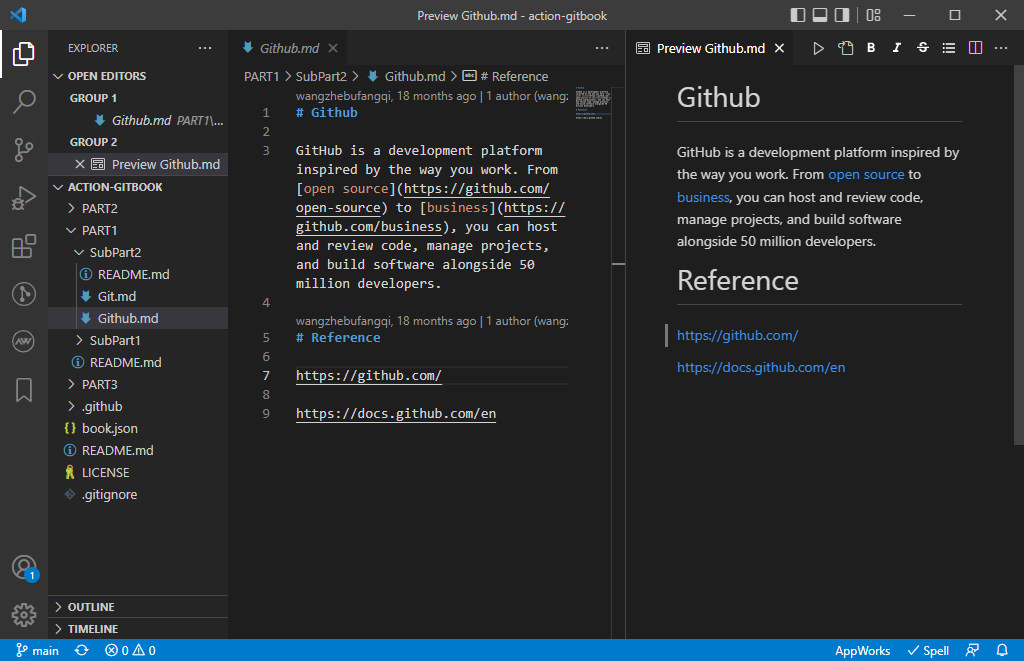 Preview Github.md - action-gitbook
EXPLORER
OPEN EDITORS
GROUP 1
Github.md PART1\...
GROUP 2
Preview Github.md
ACTION-GITBOOK
PART2
PART1
SubPart2
README.md
Git.md
Github.md
SubPart1
README.md
PART3
.github
book.json
README.md
LICENSE
.gitignore
OUTLINE
TIMELINE
1
Github.md
PART1 > SubPart2 > Github.md > # Reference
wangzhebufangqi, 18 months ago | 1 author (wang:
1 # Github
2
3 GitHub is a development platform
inspired by the way you work. From
[open source](https://github.com/
open-source) to [business](https://
github.com/business), you can host
and review code, manage projects,
and build software alongside 50
million developers.
4
wangzhebufangqi, 18 months ago | 1 author (wang:
5 # Reference
6
7 https://github.com/
8
9 https://docs.github.com/en
Preview Github.md
B I S
Github
GitHub is a development platform inspired by
the way you work. From open source to
business, you can host and review code,
manage projects, and build software
alongside 50 million developers.
Reference
https://github.com/
https://docs.github.com/en
main 0 0 AppWorks Spell